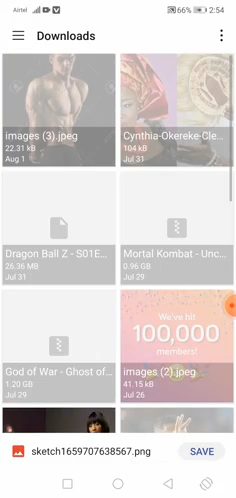 Airtel 66% 2:54
Downloads
images (3).jpeg
22.31 kB
Aug 1
Cynthia-Okereke-Cle...
104 kB
Jul 31
Dragon Ball Z - S01E...
26.36 MB
Jul 31
Mortal Kombat - Unc...
0.96 GB
Jul 29
God of War - Ghost of...
1.20 GB
Jul 29
We've hit
100,000
members!
images (2).jpeg
41.15 kB
Jul 26
sketch1659707638567.png
SAVE